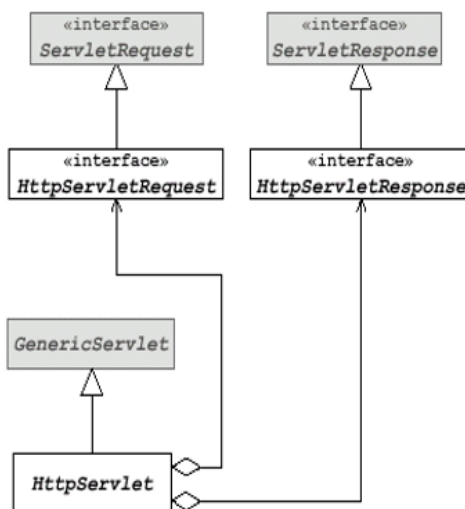 «interface»
ServletRequest
«interface»
ServletResponse
«interface»
HttpServletRequest
«interface»
HttpServletResponse
GenericServlet
HttpServlet